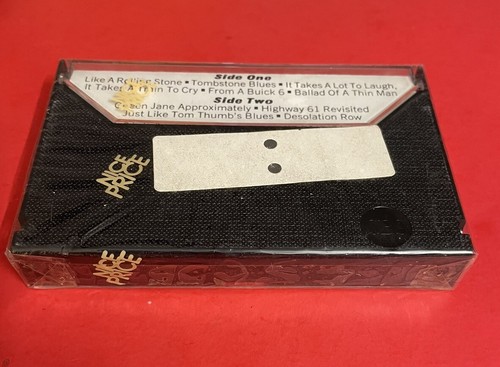 Side One
Like A Rolling Stone • Tombstone Blues • It Takes A Lot To Laugh,
It Takes A Train To Cry • From A Buick 6 • Ballad Of A Thin Man
Side Two
Queen Jane Approximately • Highway 61 Revisited
Just Like Tom Thumb's Blues • Desolation Row
NICE
PRICE
NICE
PRICE